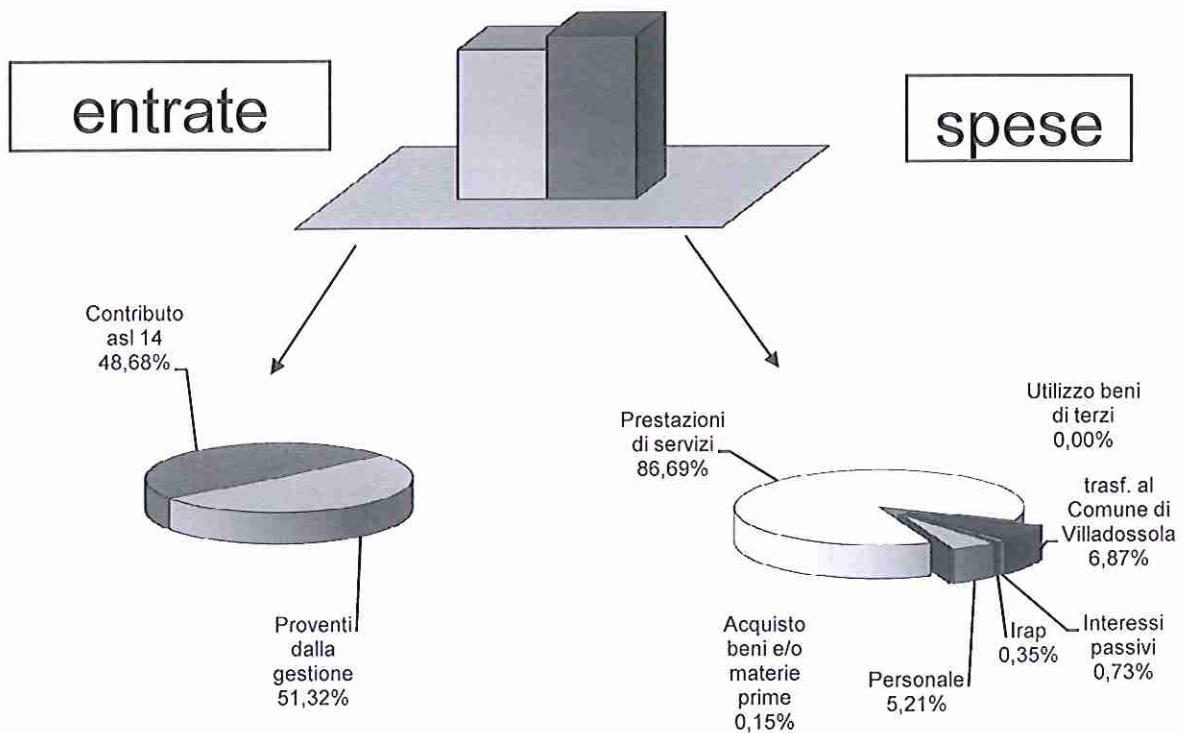 entrate
spese
Contributo
asl 14
48,68%
Proventi
dalla
gestione
51,32%
Prestazioni
di servizi
86,69%
Utilizzo beni
di terzi
0,00%
trasf. al
Comune di
Villadossola
6,87%
Interessi
passivi
0,73%
Irap
0,35%
Personale
5,21%
Acquisto
beni e/o
materie
prime
0,15%